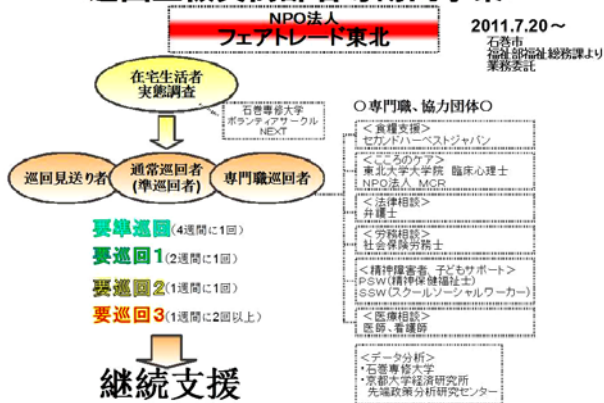 NPO法人
フェアトレード東北
2011.7.20～
石巻市
福祉部福祉総務課より
業務委託
在宅生活者
実態調査
石巻専修大学
ボランティアサークル
NEXT
巡回見送り者
通常巡回者
(準巡回者)
専門職巡回者
要準巡回(4週間に1回)
要巡回1(2週間に1回)
要巡回2(1週間に1回)
要巡回3(1週間に2回以上)
継続支援
○専門職、協力団体○
＜食糧支援＞
セカンドハーベストジャパン
＜こころのケア＞
東北大学大学院 臨床心理士
NPO法人 MCR
＜法律相談＞
弁護士
＜労務相談＞
社会保険労務士
＜精神障害者、子どもサポート＞
PSW(精神保健福祉士)
SSW(スクールソーシャルワーカー)
＜医療相談＞
医師、看護師
＜データ分析＞
・石巻専修大学
・京都大学経済研究所
先端政策分析研究センター